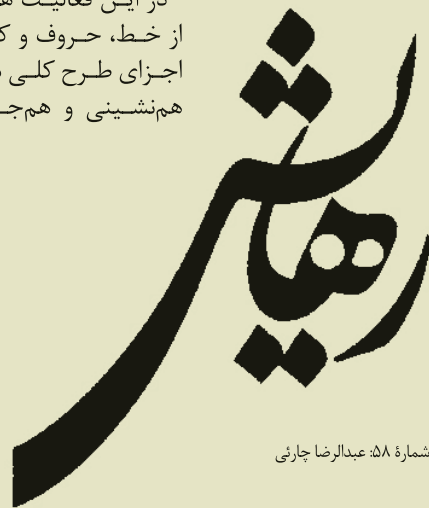 در این فعالیت
از خط، حروف و
اجزای طرح کلی
هم‌نشینی و
رهایش
شمارهٔ ۵۸: عبدالرضا چارئی